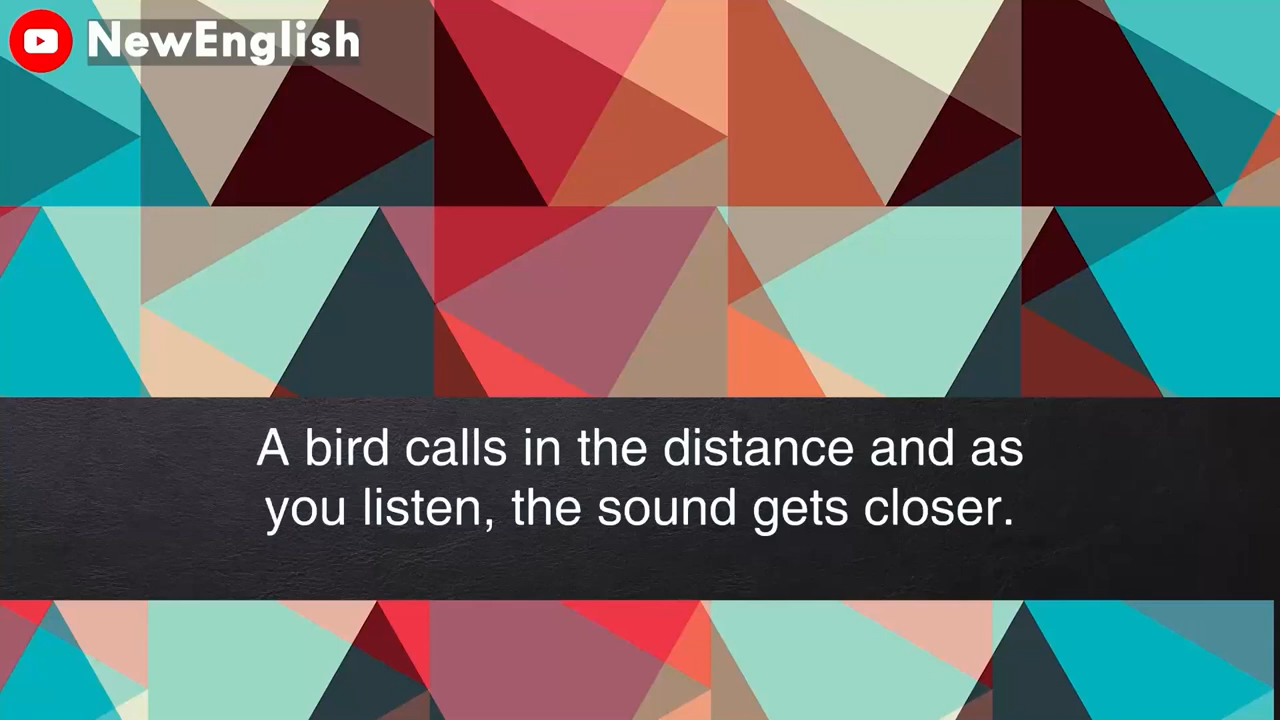 NewEnglish
A bird calls in the distance and as
you listen, the sound gets closer.